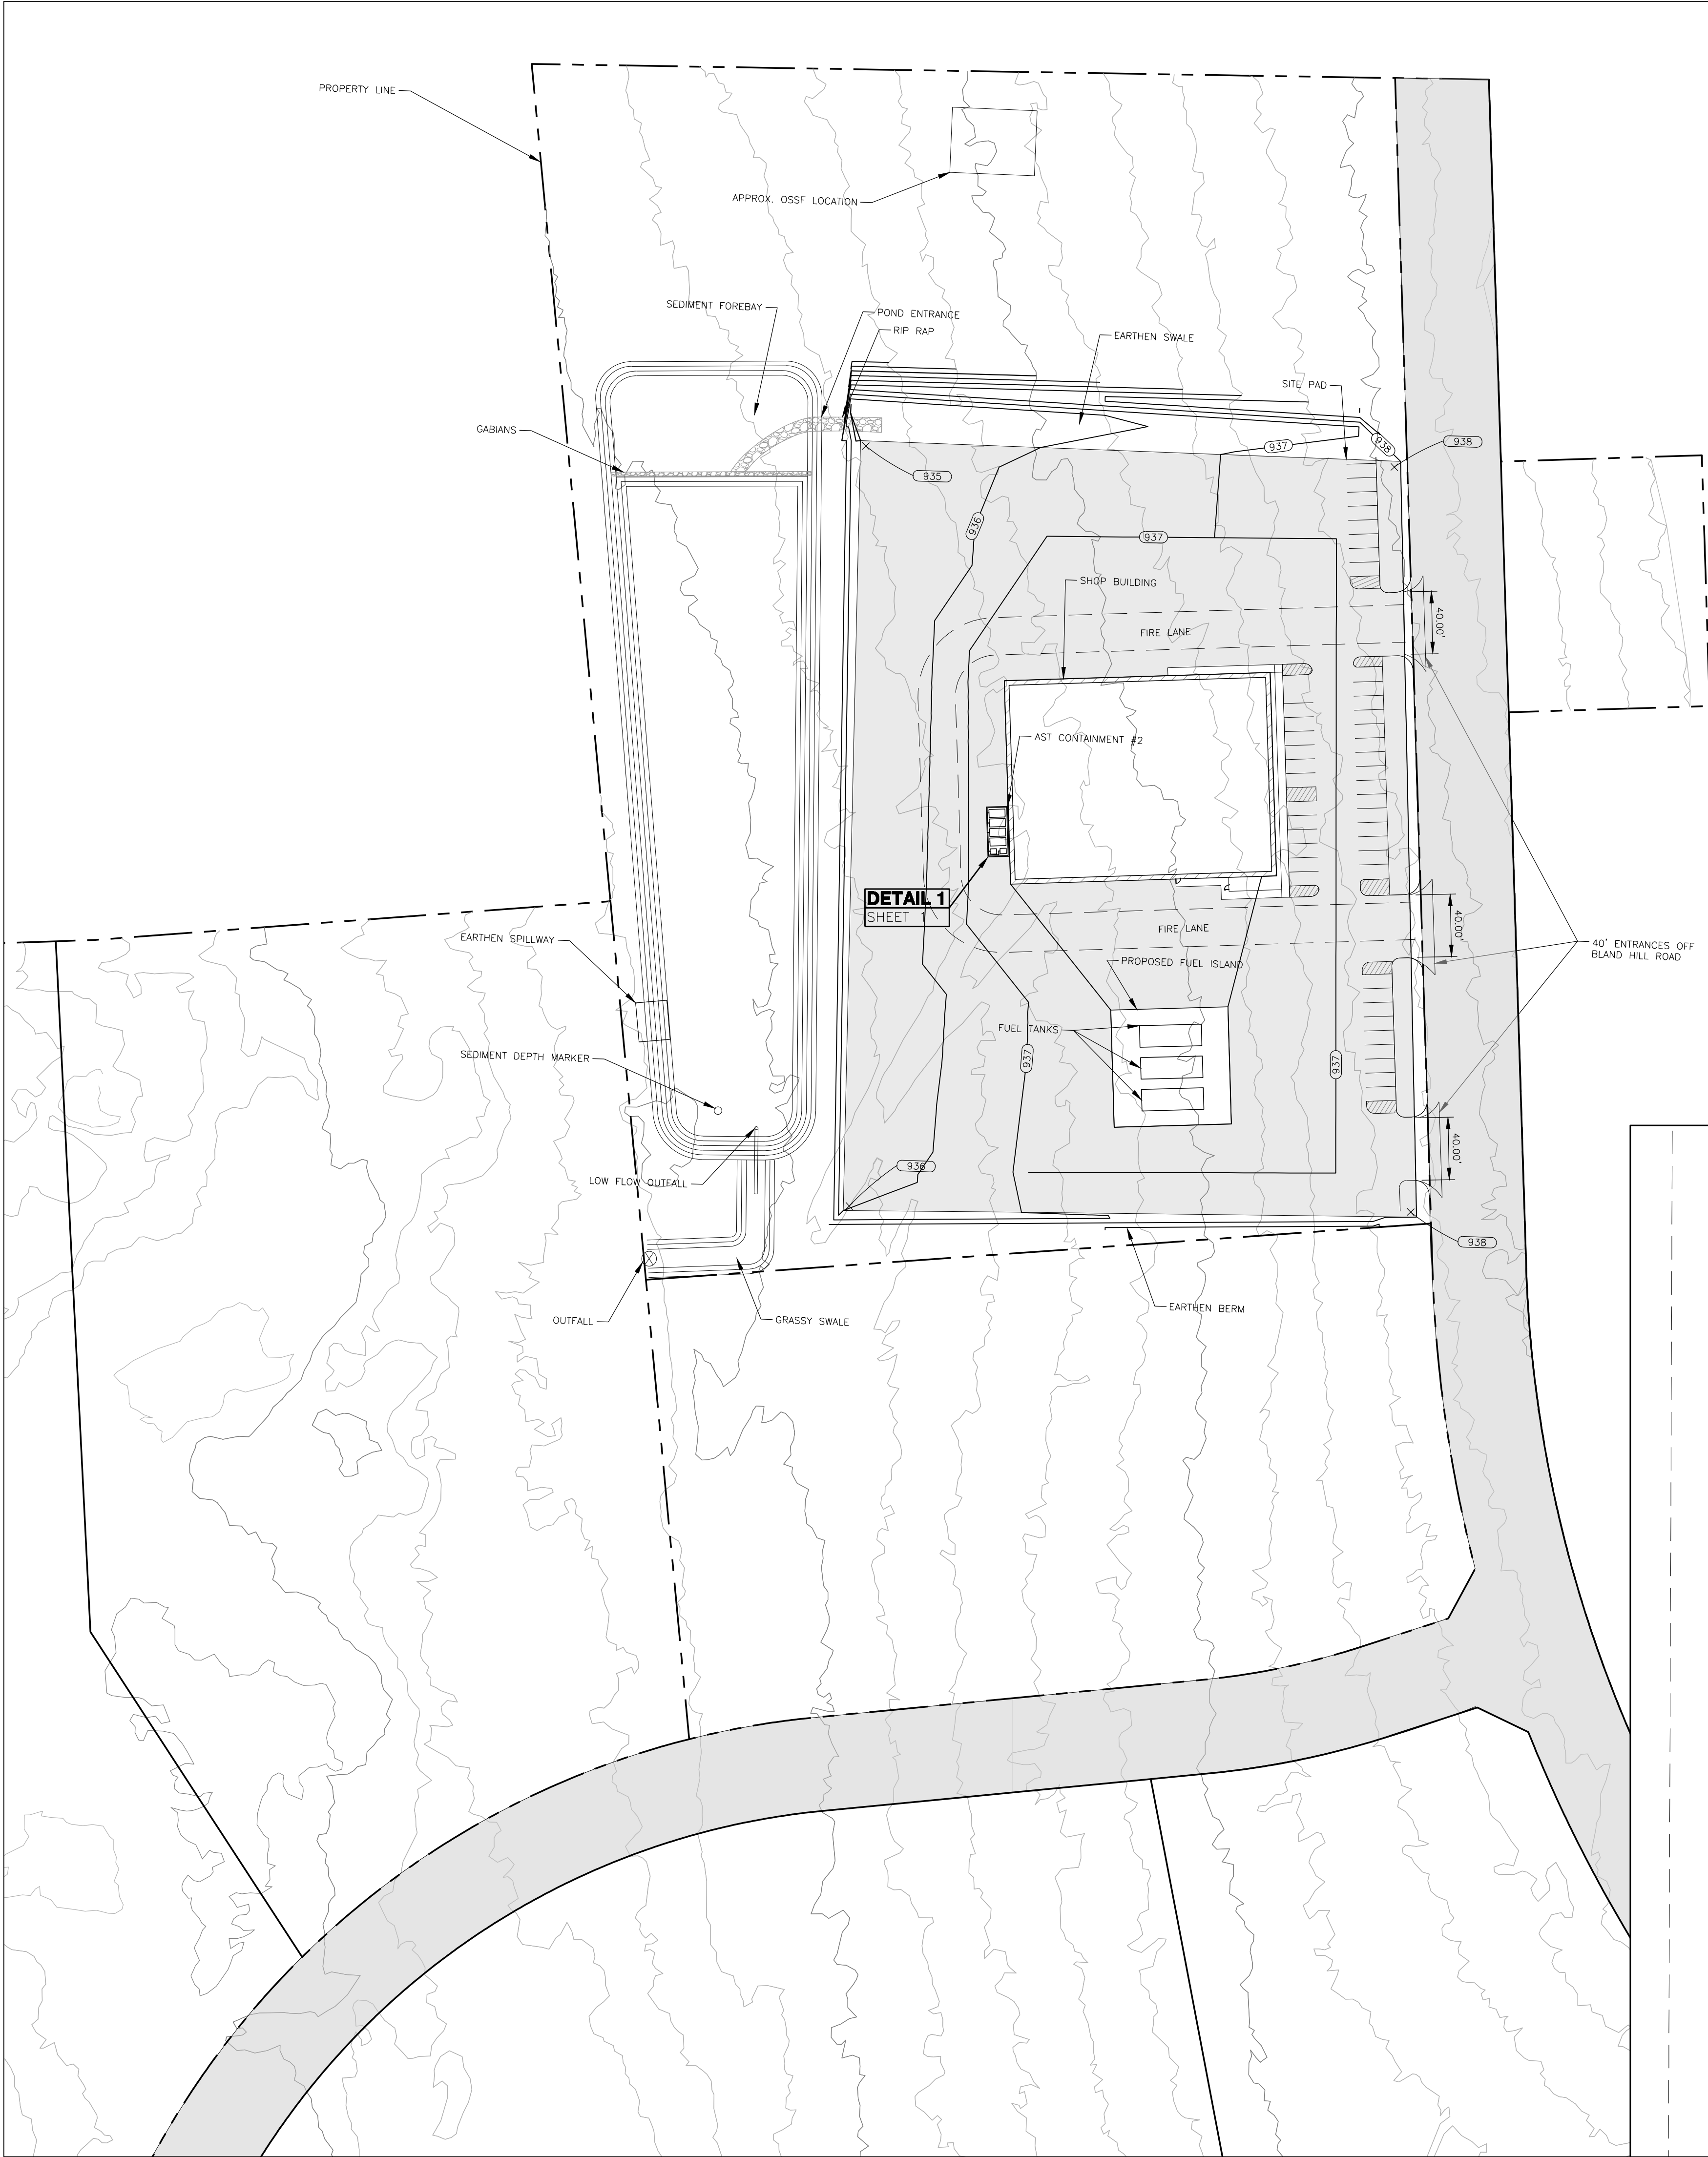 PROPERTY LINE
APPROX. OSSF LOCATION
SEDIMENT FOREBAY
POND ENTRANCE
RIP RAP
EARTHEN SWALE
SITE PAD
GABIANS
938
937
938
935
936
937
SHOP BUILDING
FIRE LANE
40.00'
AST CONTAINMENT #2
DETAIL 1
SHEET 1
FIRE LANE
40.00'
EARTHEN SPILLWAY
40' ENTRANCES OFF
BLAND HILL ROAD
PROPOSED FUEL ISLAND
FUEL TANKS
SEDIMENT DEPTH MARKER
937
937
40.00'
936
LOW FLOW OUTFALL
938
EARTHEN BERM
OUTFALL
GRASSY SWALE